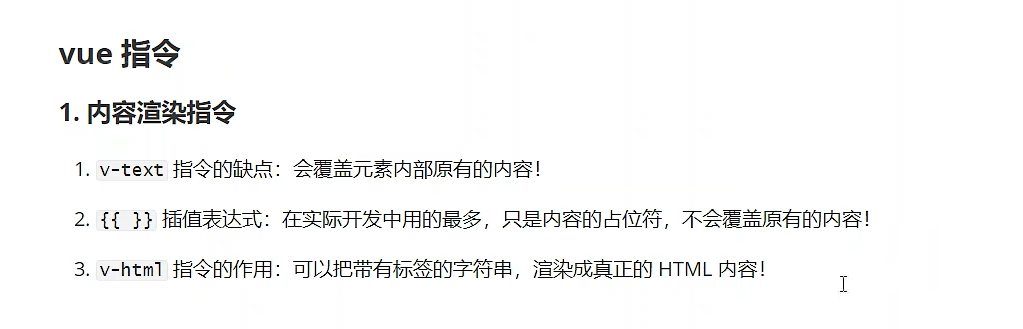 vue 指令
1. 内容渲染指令
1. v-text 指令的缺点：会覆盖元素内部原有的内容！
2. {{ }} 插值表达式：在实际开发中用的最多，只是内容的占位符，不会覆盖原有的内容！
3. v-html 指令的作用：可以把带有标签的字符串，渲染成真正的 HTML 内容！